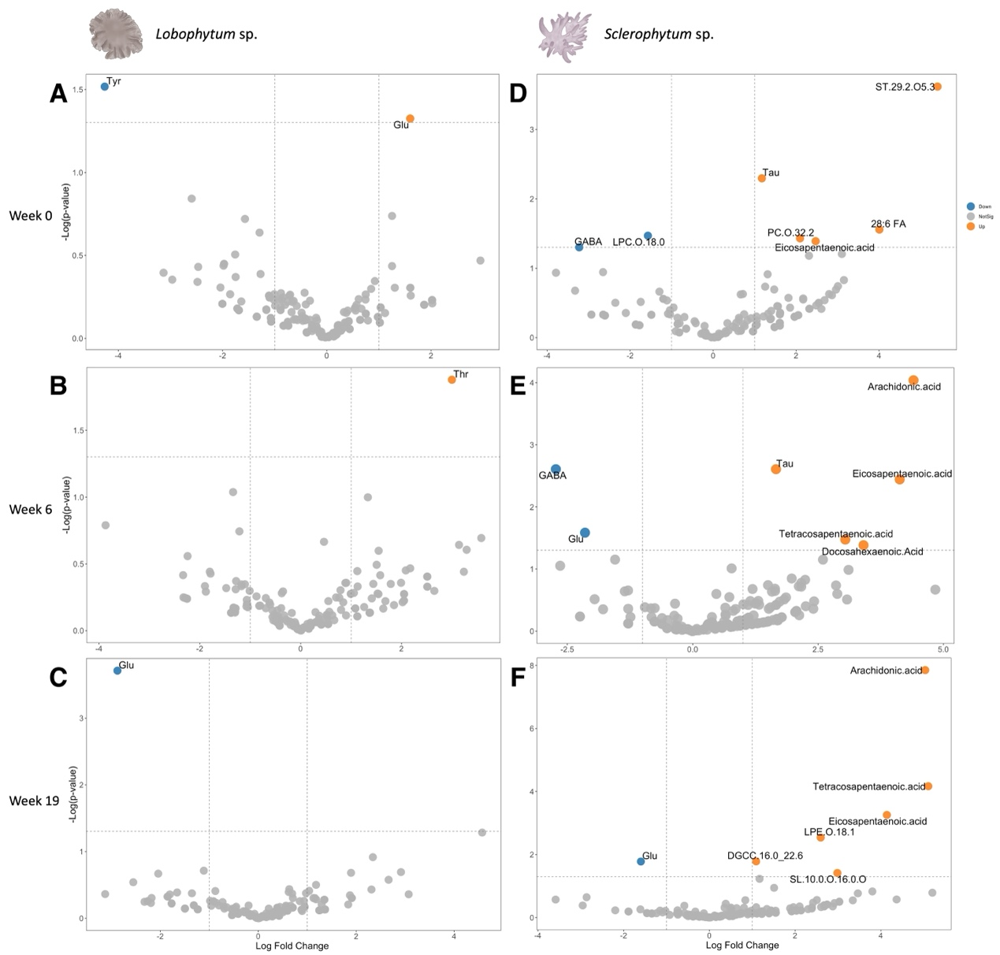 Lobophytum sp.
Sclerophytum sp.
A
Tyr
Glu
1.5
1.0
0.5
0.0
-Log(p-value)
Week 0
-4
-2
0
2
D
ST.29.2.O5.3
Tau
28:6 FA
PC.O.32.2
Eicosapentaenoic.acid
GABA
LPC.O.18.0
3
2
1
0
-4
-2
0
2
4
Down
NotSig
Up
B
Thr
1.5
1.0
0.5
0.0
-Log(p-value)
Week 6
-4
-2
0
2
E
Arachidonic.acid
Tau
GABA
Eicosapentaenoic.acid
Tetracosapentaenoic.acid
Glu
Docosahexaenoic.Acid
4
3
2
1
0
-2.5
0.0
2.5
5.0
C
Glu
3
2
1
0
-Log(p-value)
Week 19
-2
0
2
4
Log Fold Change
F
Arachidonic.acid
Tetracosapentaenoic.acid
Eicosapentaenoic.acid
LPE.O.18.1
Glu
DGCC.16.0_22.6
SL.10.0.O.16.0.O
8
6
4
2
0
-4
-2
0
2
4
Log Fold Change